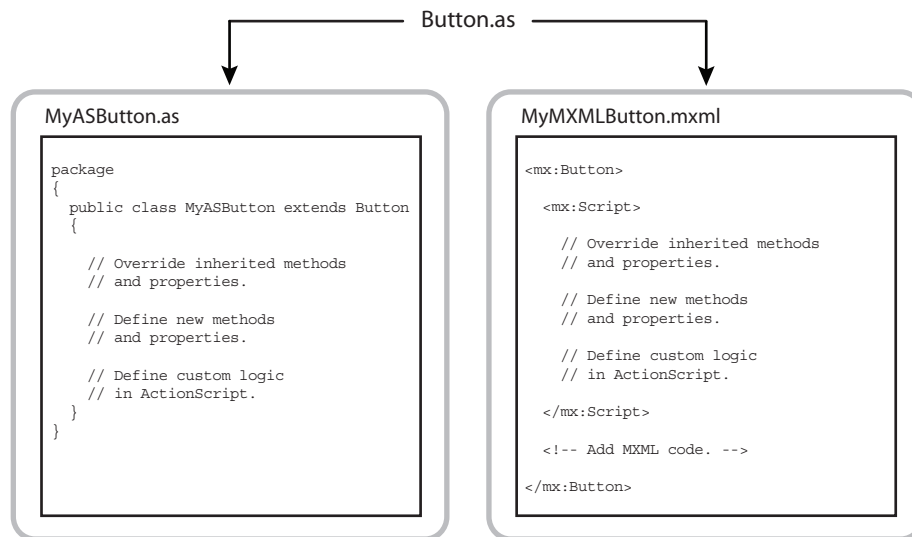 Button.as
MyASButton.as
package
{
  public class MyASButton extends Button
  {
    // Override inherited methods
    // and properties.
    // Define new methods
    // and properties.
    // Define custom logic
    // in ActionScript.
  }
}
MyMXMLButton.mxml
<mx:Button>
  <mx:Script>
    // Override inherited methods
    // and properties.
    // Define new methods
    // and properties.
    // Define custom logic
    // in ActionScript.
  </mx:Script>
  <!-- Add MXML code. -->
</mx:Button>